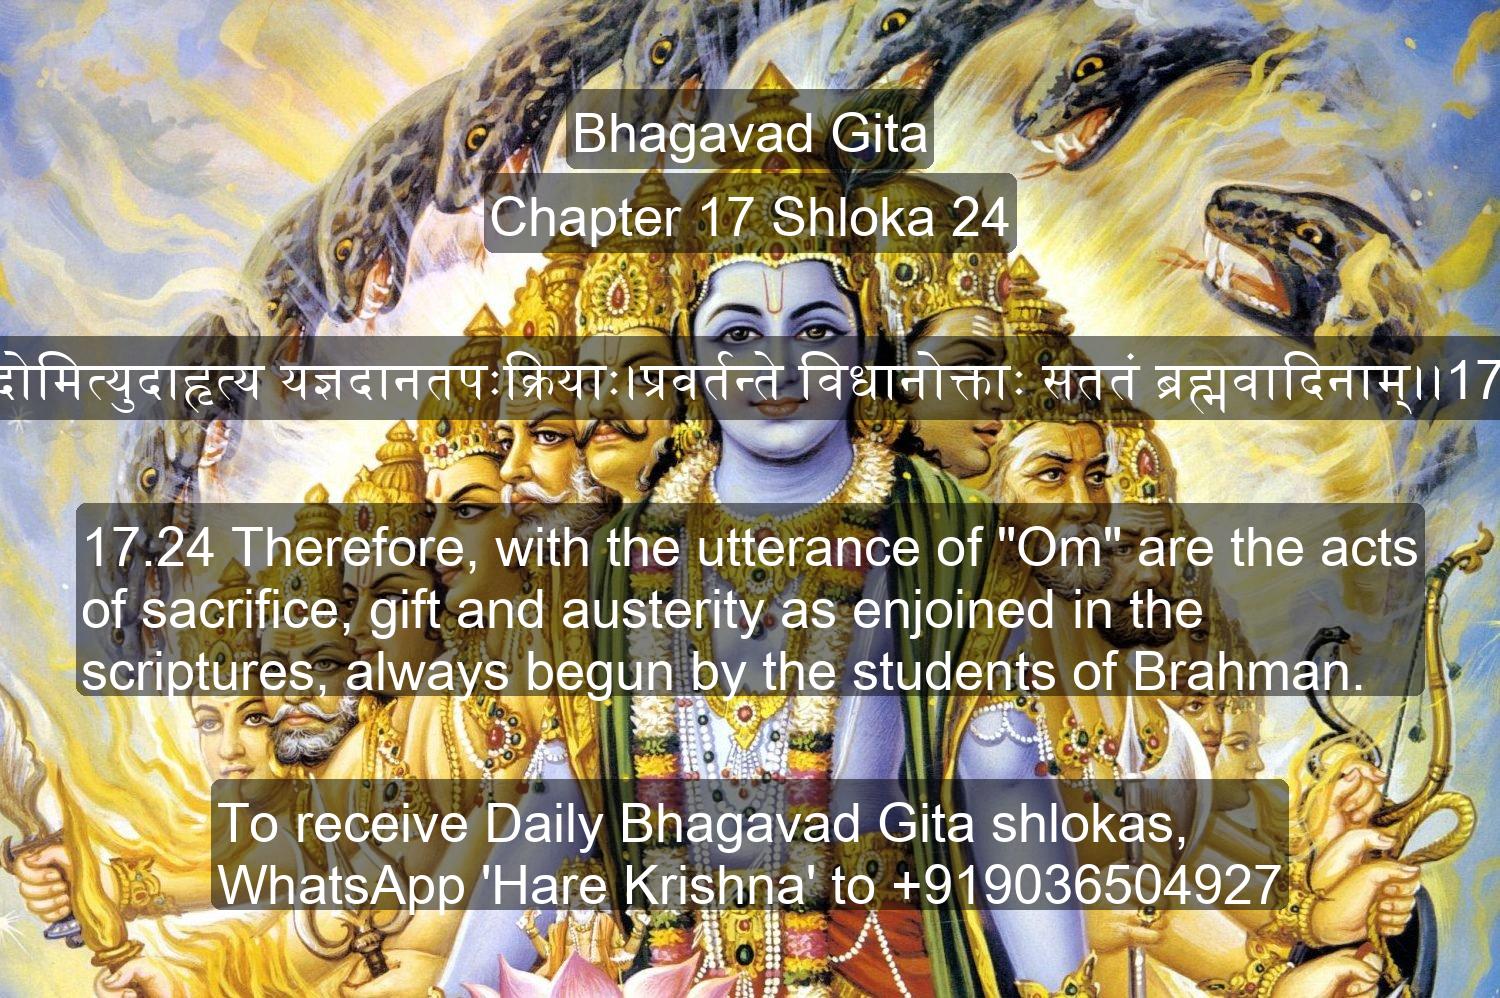 Bhagavad Gita
Chapter 17 Shloka 24
दोमित्युदाहृत्य यज्ञदानतपःक्रियाः।प्रवर्तन्ते विधानोक्ताः सततं ब्रह्मवादिनाम्।।17
17.24 Therefore, with the utterance of "Om" are the acts
of sacrifice, gift and austerity as enjoined in the
scriptures, always begun by the students of Brahman.
To receive Daily Bhagavad Gita shlokas,
WhatsApp 'Hare Krishna' to +919036504927